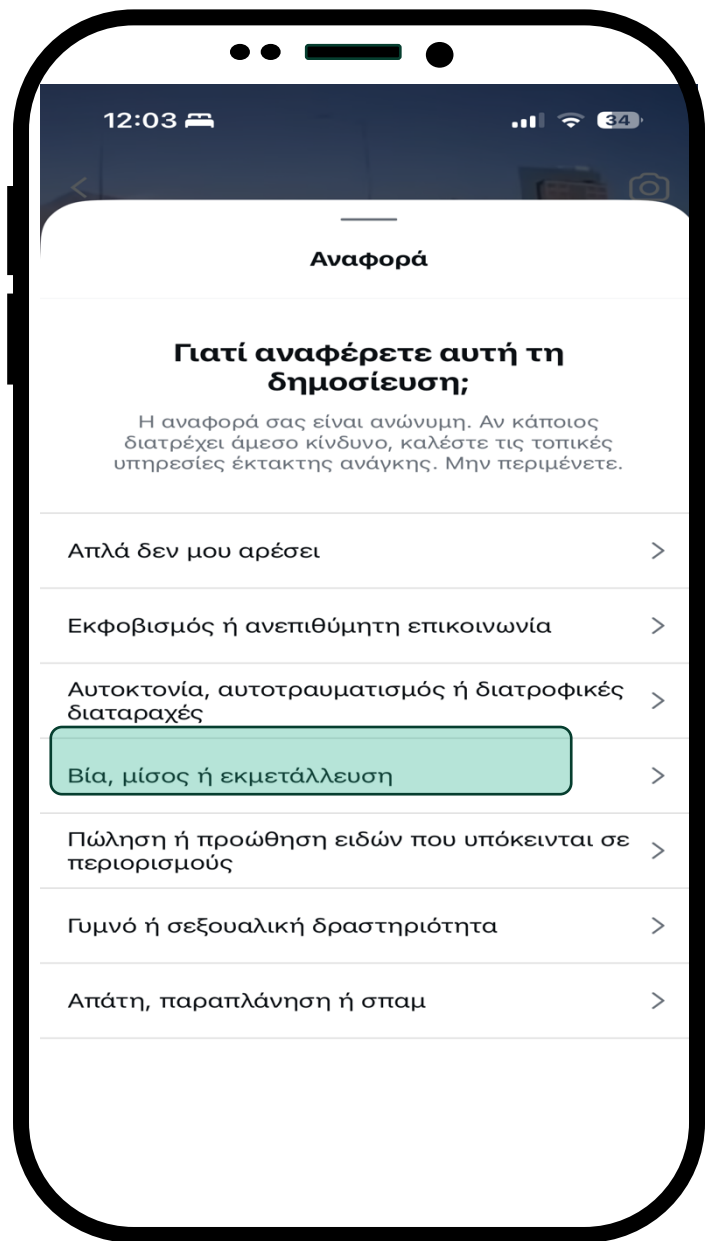 12:03
34
Αναφορά
Γιατί αναφέρετε αυτή τη
δημοσίευση;
Η αναφορά σας είναι ανώνυμη. Αν κάποιος
διατρέχει άμεσο κίνδυνο, καλέστε τις τοπικές
υπηρεσίες έκτακτης ανάγκης. Μην περιμένετε.
Απλά δεν μου αρέσει
Εκφοβισμός ή ανεπιθύμητη επικοινωνία
Αυτοκτονία, αυτοτραυματισμός ή διατροφικές
διαταραχές
Βία, μίσος ή εκμετάλλευση
Πώληση ή προώθηση ειδών που υπόκεινται σε
περιορισμούς
Γυμνό ή σεξουαλική δραστηριότητα
Απάτη, παραπλάνηση ή σπαμ